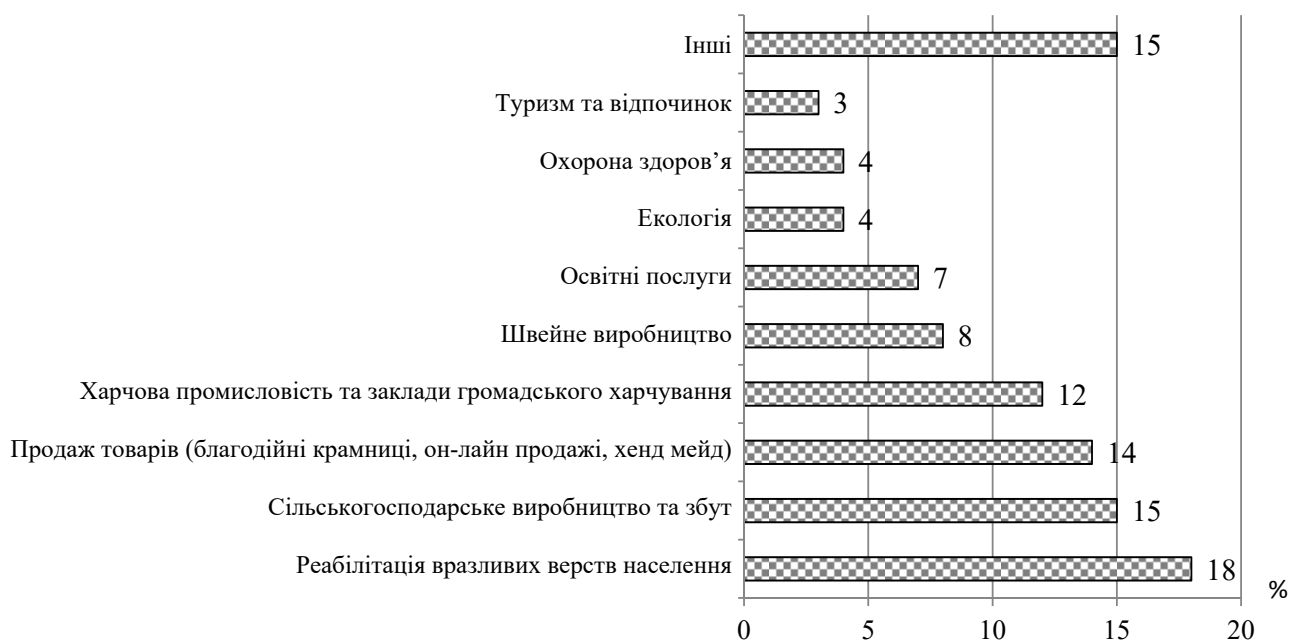 Інші 15
Туризм та відпочинок 3
Охорона здоров’я 4
Екологія 4
Освітні послуги 7
Швейне виробництво 8
Харчова промисловість та заклади громадського харчування 12
Продаж товарів (благодійні крамниці, он-лайн продажі, хенд мейд) 14
Сільськогосподарське виробництво та збут 15
Реабілітація вразливих верств населення 18
%
0 5 10 15 20